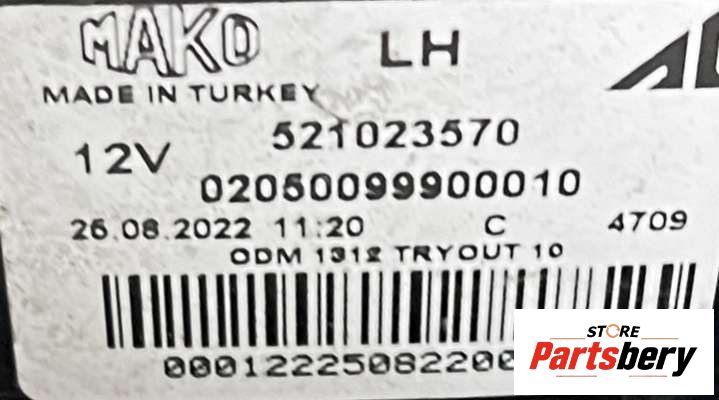 MAKO LH
MADE IN TURKEY
521023570
12V
02050099900010
26.08.2022 11:20 C 4709
ODM 1312 TRYOUT 10
00012225082200
STORE
Partsbery